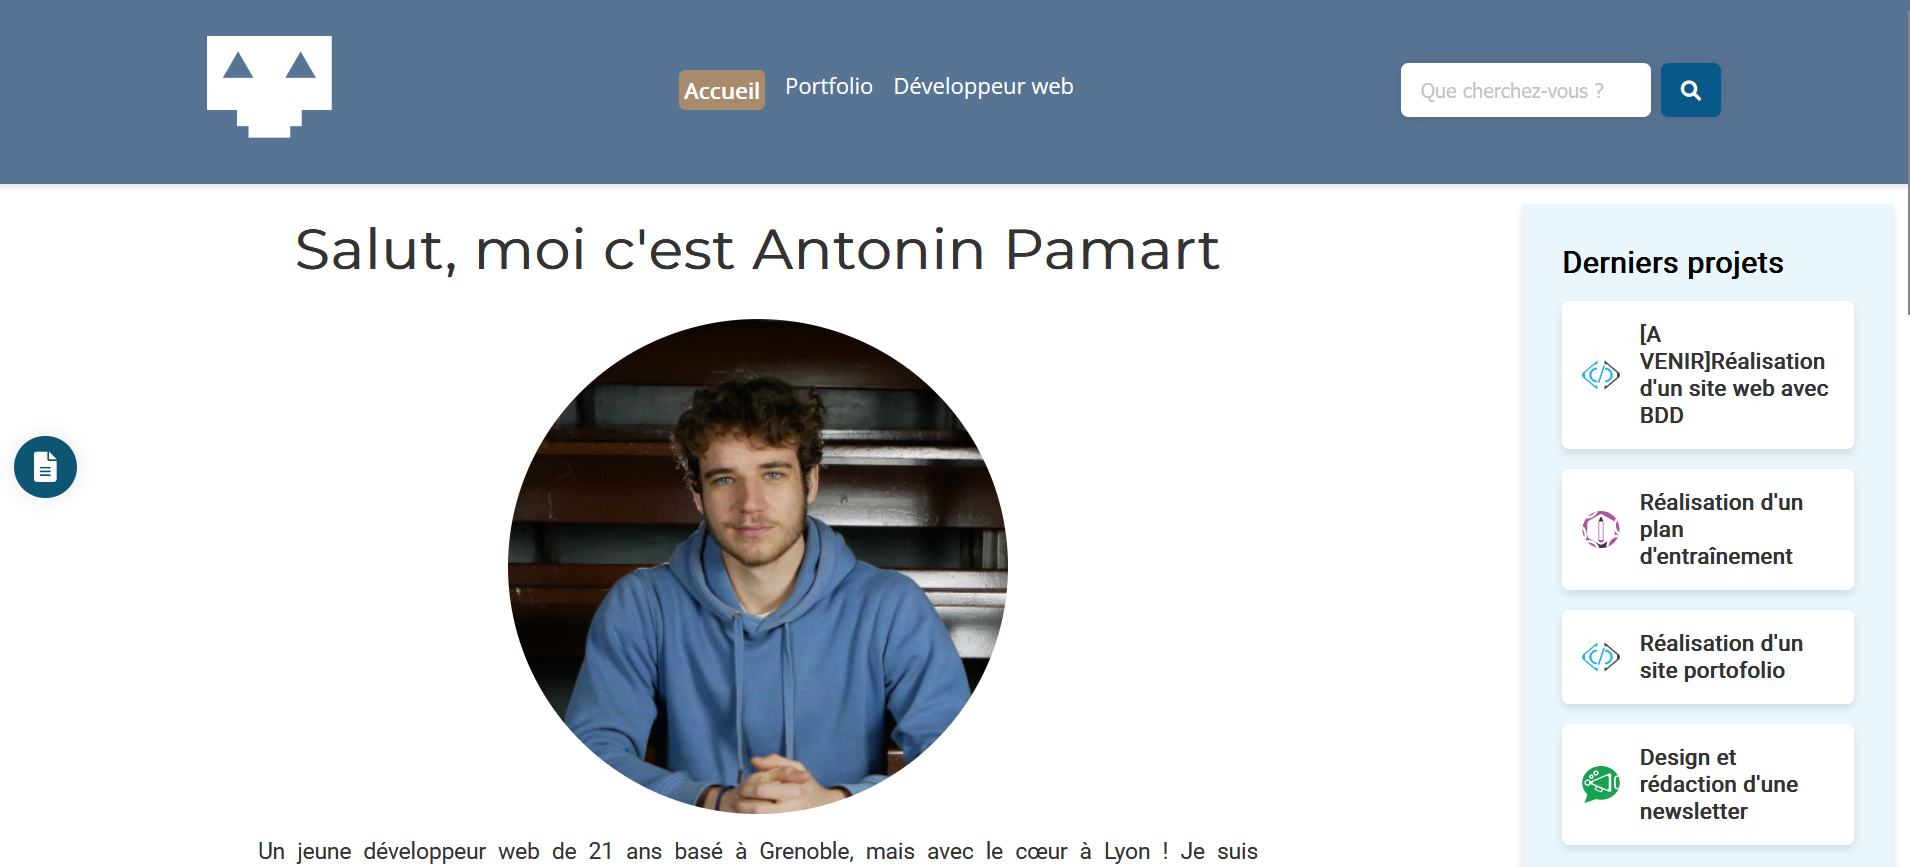 Accueil
Portfolio
Développeur web
Que cherchez-vous ?
Salut, moi c'est Antonin Pamart
Un jeune développeur web de 21 ans basé à Grenoble, mais avec le cœur à Lyon ! Je suis
Derniers projets
[A
VENIR]Réalisation
d'un site web avec
BDD
Réalisation d'un
plan
d'entraînement
Réalisation d'un
site portofolio
Design et
rédaction d'une
newsletter